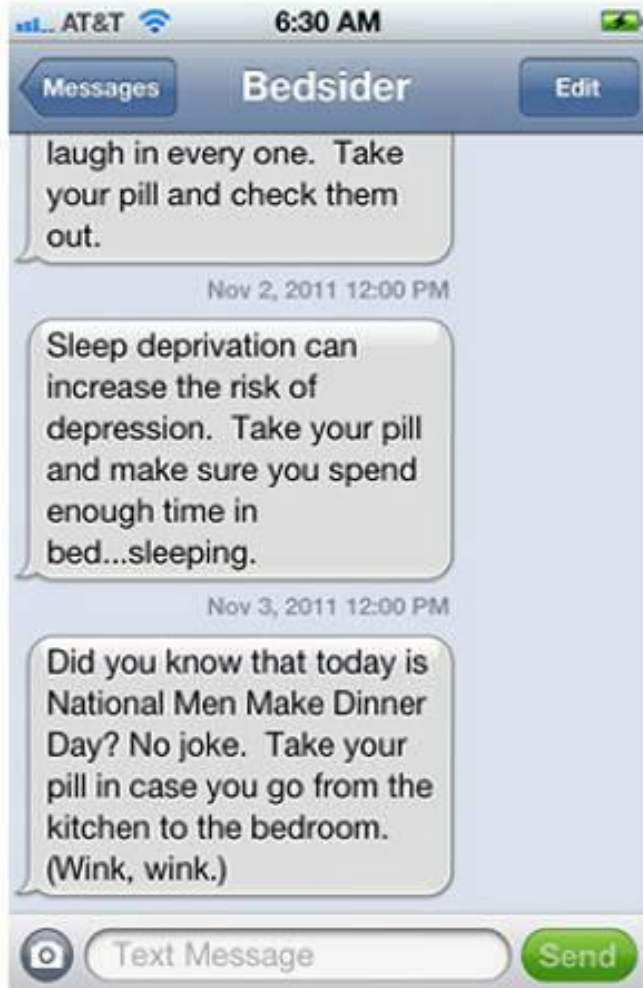 AT&T 6:30 AM
Messages Bedsider Edit
laugh in every one. Take
your pill and check them
out.
Nov 2, 2011 12:00 PM
Sleep deprivation can
increase the risk of
depression. Take your pill
and make sure you spend
enough time in
bed...sleeping.
Nov 3, 2011 12:00 PM
Did you know that today is
National Men Make Dinner
Day? No joke. Take your
pill in case you go from the
kitchen to the bedroom.
(Wink, wink.)
Text Message Send